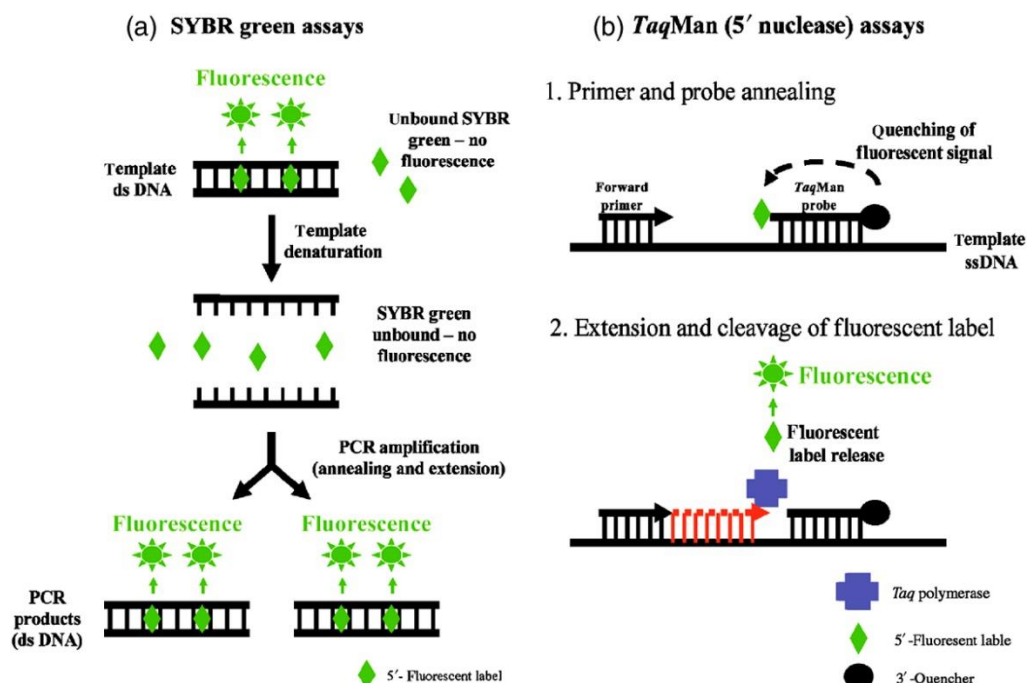 (a) SYBR green assays
Fluorescence
Unbound SYBR
green – no
fluorescence
Template
ds DNA
Template
denaturation
SYBR green
unbound – no
fluorescence
PCR amplification
(annealing and extension)
Fluorescence
Fluorescence
PCR
products
(ds DNA)
5′- Fluorescent label
(b) TaqMan (5′ nuclease) assays
1. Primer and probe annealing
Quenching of
fluorescent signal
Forward
primer
TaqMan
probe
Template
ssDNA
2. Extension and cleavage of fluorescent label
Fluorescence
Fluorescent
label release
Taq polymerase
5′-Fluoresent lable
3′-Quencher